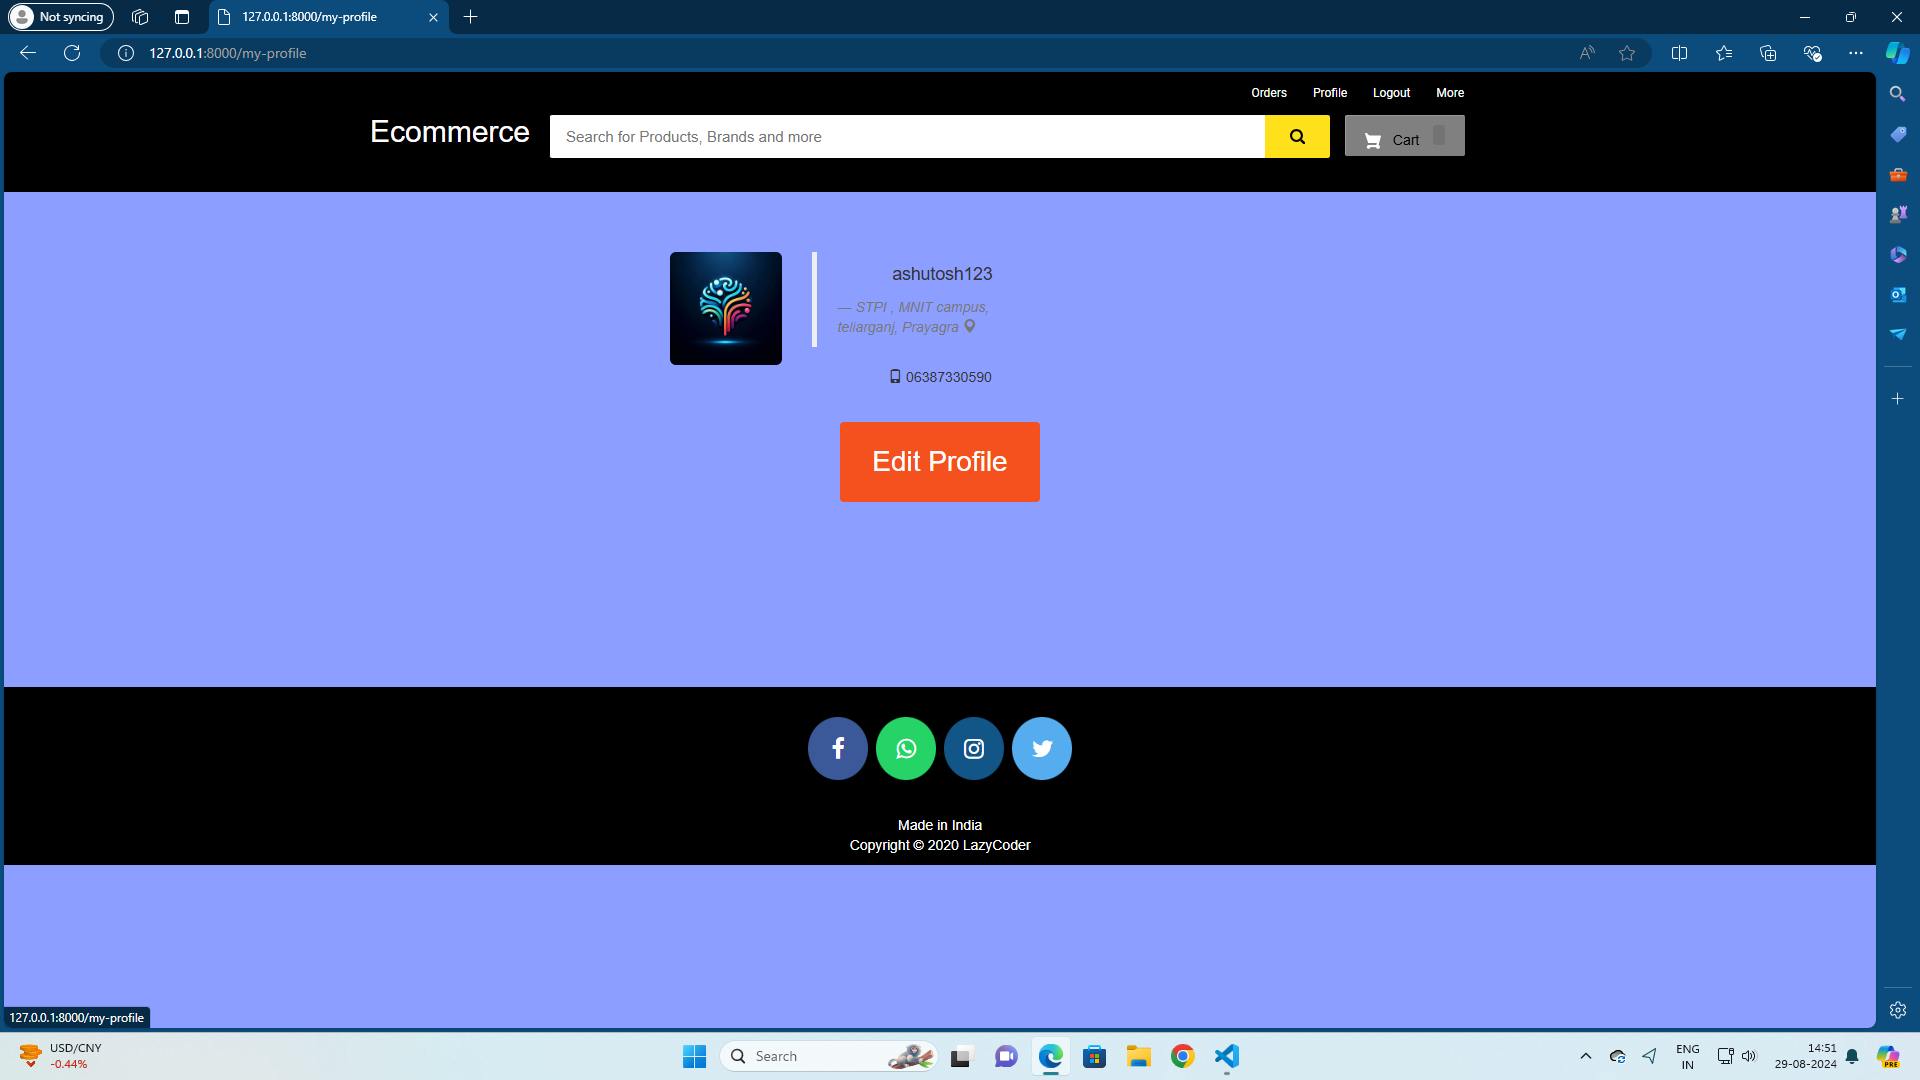 Not syncing
127.0.0.1:8000/my-profile
127.0.0.1:8000/my-profile
Orders Profile Logout More
Ecommerce
Search for Products, Brands and more
Cart
ashutosh123
— STPI , MNIT campus,
teliarganj, Prayagra
06387330590
Edit Profile
Made in India
Copyright © 2020 LazyCoder
127.0.0.1:8000/my-profile
USD/CNY
-0.44%
Search
ENG
IN
14:51
29-08-2024
PRE